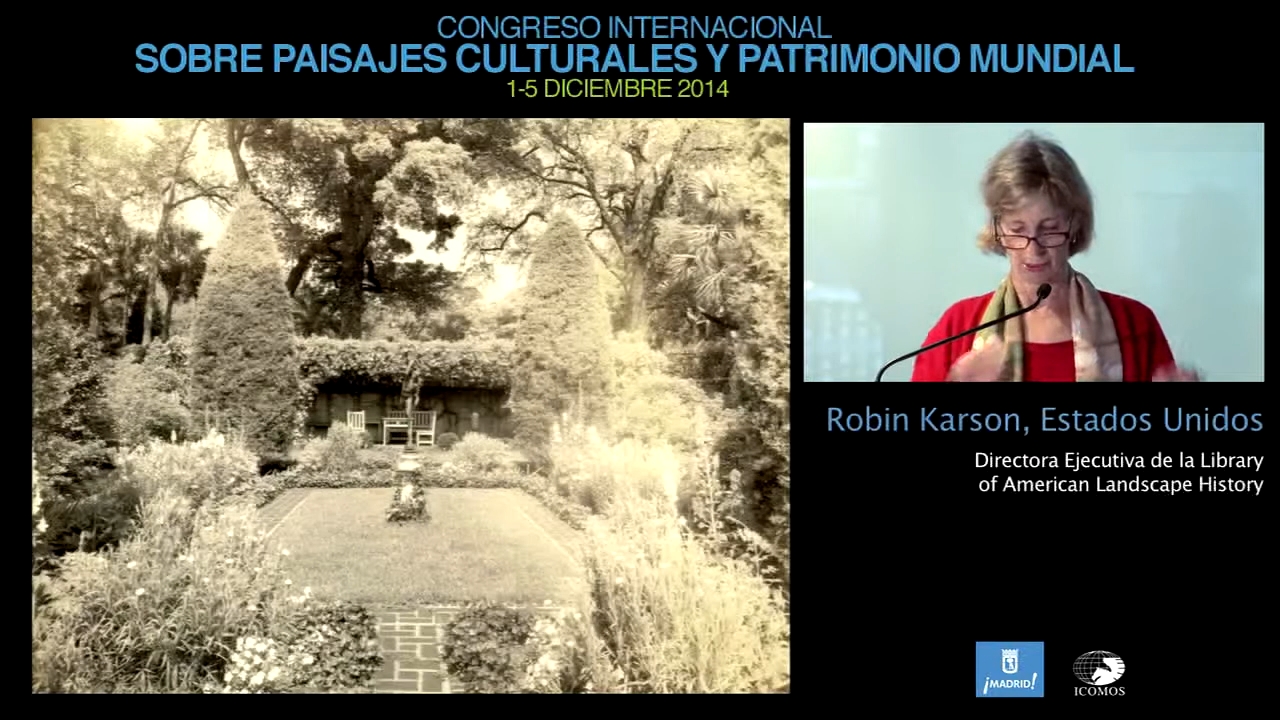 CONGRESO INTERNACIONAL
SOBRE PAISAJES CULTURALES Y PATRIMONIO MUNDIAL
1-5 DICIEMBRE 2014
Robin Karson, Estados Unidos
Directora Ejecutiva de la Library
of American Landscape History
¡MADRID!
ICOMOS